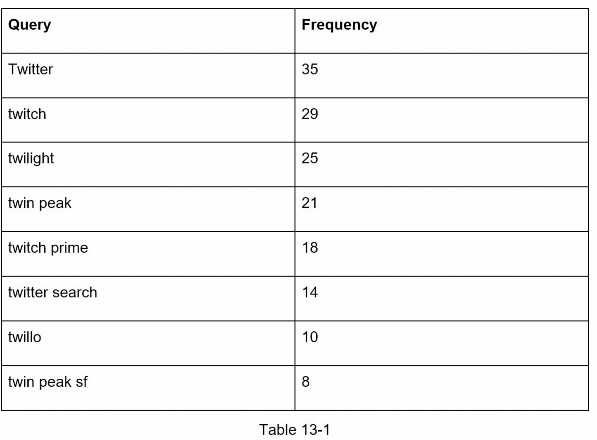 Query Frequency
Twitter 35
twitch 29
twilight 25
twin peak 21
twitch prime 18
twitter search 14
twillo 10
twin peak sf 8
Table 13-1